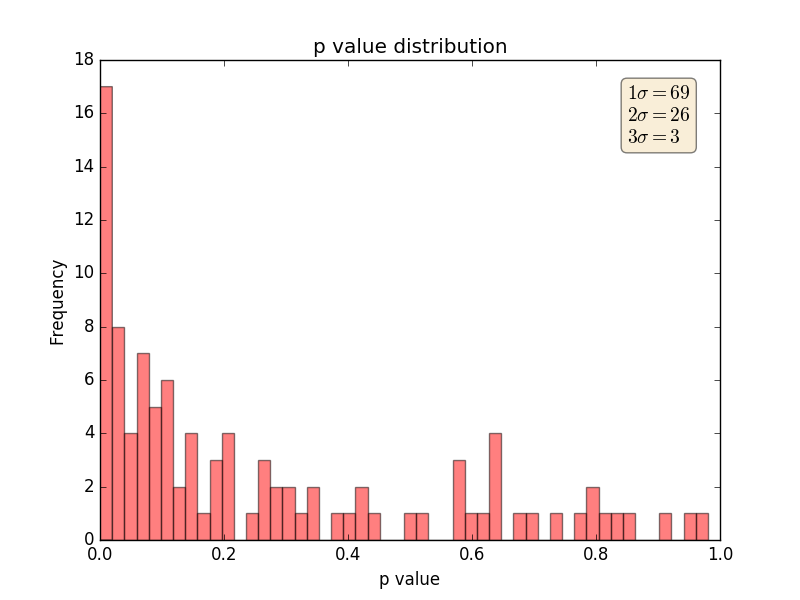 p value distribution
18
16
14
12
10
8
6
4
2
0
Frequency
1σ = 69
2σ = 26
3σ = 3
0.0 0.2 0.4 0.6 0.8 1.0
p value